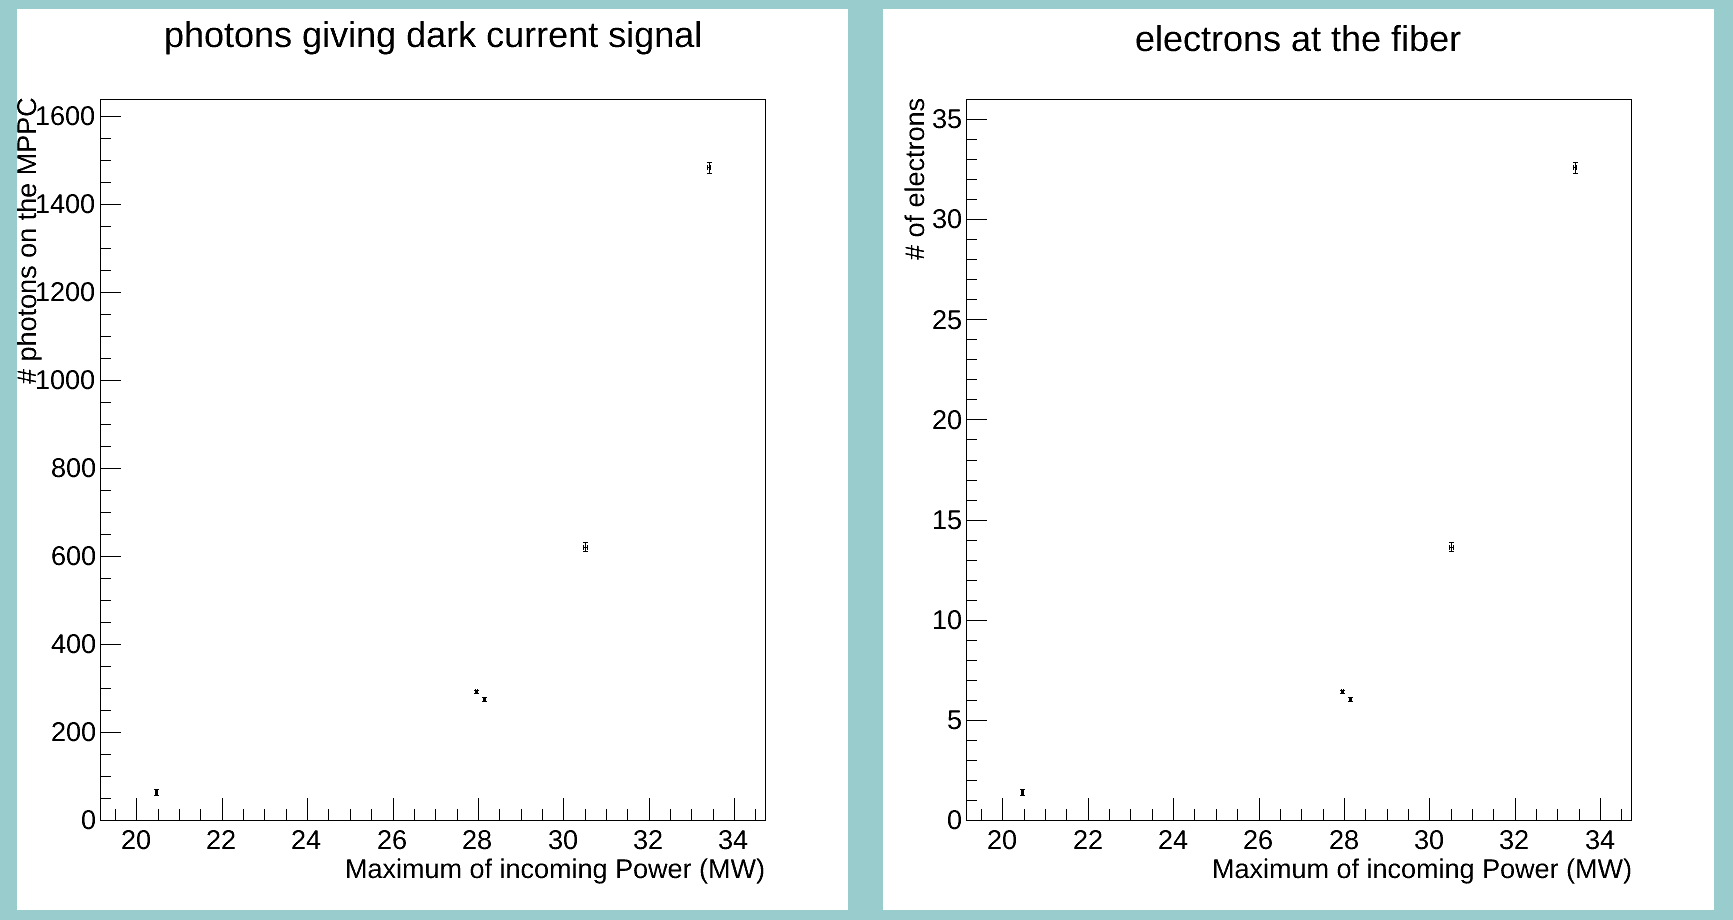 photons giving dark current signal
# photons on the MPPC
1600
1400
1200
1000
800
600
400
200
0
20 22 24 26 28 30 32 34
Maximum of incoming Power (MW)
electrons at the fiber
# of electrons
35
30
25
20
15
10
5
0
20 22 24 26 28 30 32 34
Maximum of incoming Power (MW)